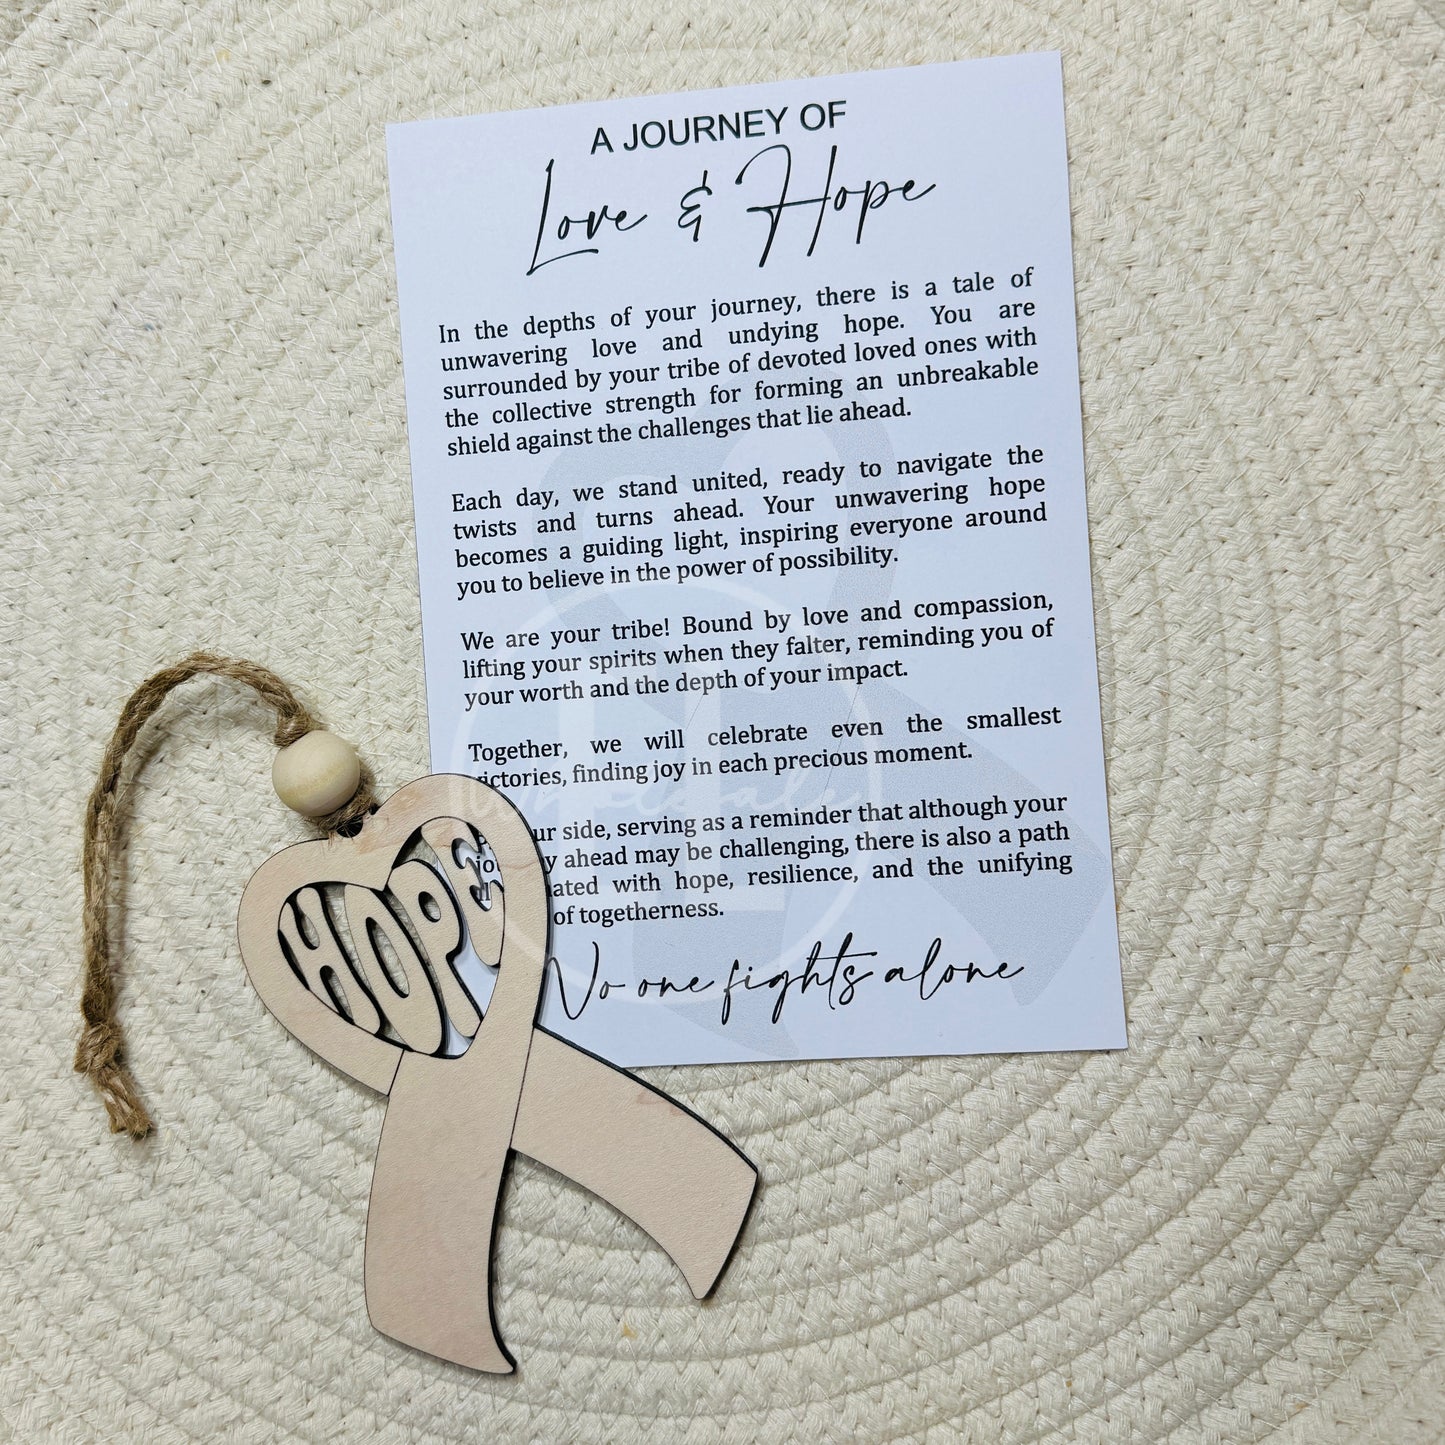 A JOURNEY OF
Love & Hope
In the depths of your journey, there is a tale of
unwavering love and undying hope. You are
surrounded by your tribe of devoted loved ones with
the collective strength for forming an unbreakable
shield against the challenges that lie ahead.
Each day, we stand united, ready to navigate the
twists and turns ahead. Your unwavering hope
becomes a guiding light, inspiring everyone around
you to believe in the power of possibility.
We are your tribe! Bound by love and compassion,
lifting your spirits when they falter, reminding you of
your worth and the depth of your impact.
Together, we will celebrate even the smallest
victories, finding joy in each precious moment.
side, serving as a reminder that although your
ahead may be challenging, there is also a path
with hope, resilience, and the unifying
of togetherness.
No one fights alone
HOPE
Wholesale